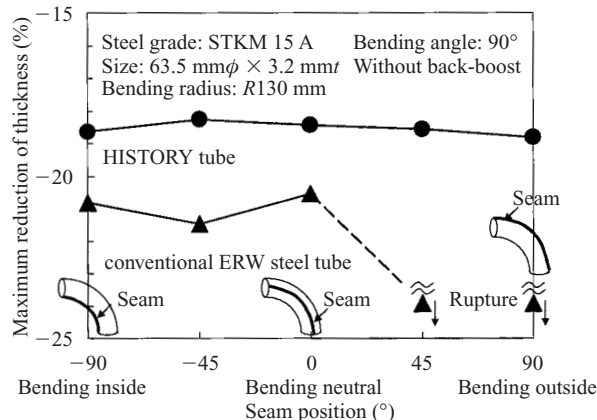 Maximum reduction of thickness (%)
−15
−20
−25
Steel grade: STKM 15 A Bending angle: 90°
Size: 63.5 mmϕ × 3.2 mmt Without back-boost
Bending radius: R130 mm
HISTORY tube
Seam
conventional ERW steel tube
Seam
Seam
Rupture
−90 −45 0 45 90
Bending inside Bending neutral Bending outside
Seam position (°)